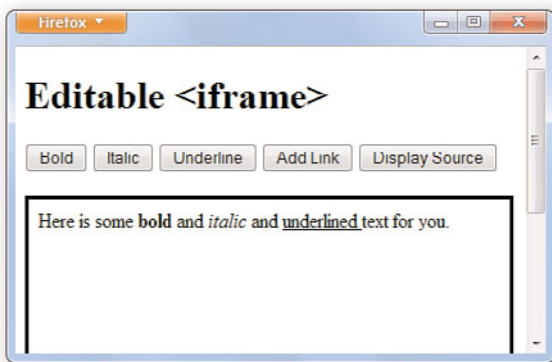 Firefox
Editable <iframe>
Bold Italic Underline Add Link Display Source
Here is some bold and italic and underlined text for you.